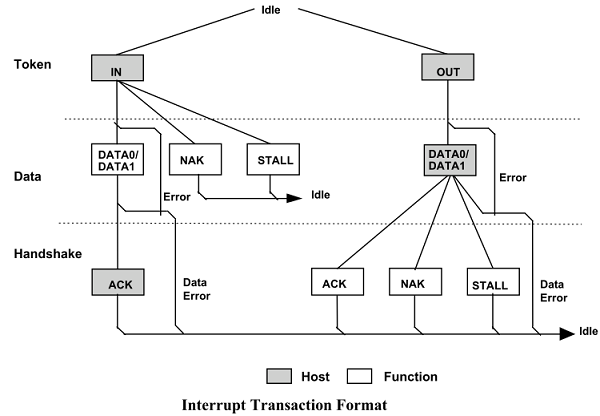 Idle
Token
IN
OUT
DATA0/
DATA1
NAK
STALL
DATA0/
DATA1
Data
Error
Idle
Error
Handshake
ACK
Data
Error
ACK
NAK
STALL
Data
Error
Idle
Host
Function
Interrupt Transaction Format